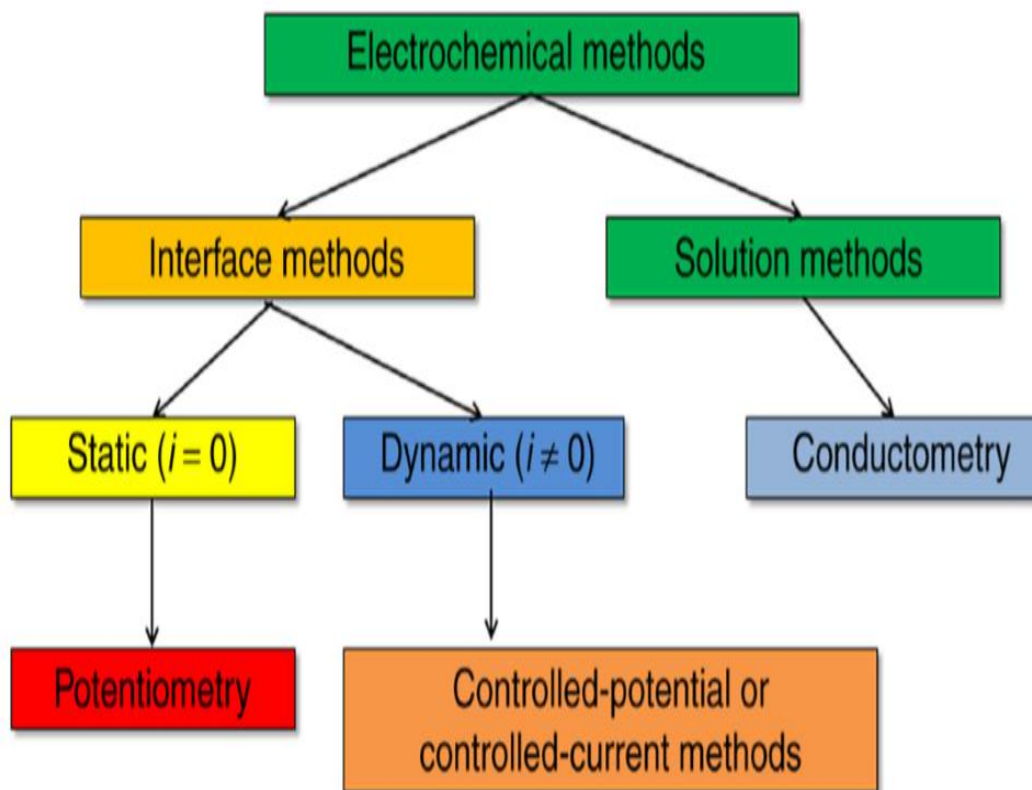 Electrochemical methods
Interface methods
Solution methods
Static (i = 0)
Dynamic (i ≠ 0)
Conductometry
Potentiometry
Controlled-potential or
controlled-current methods